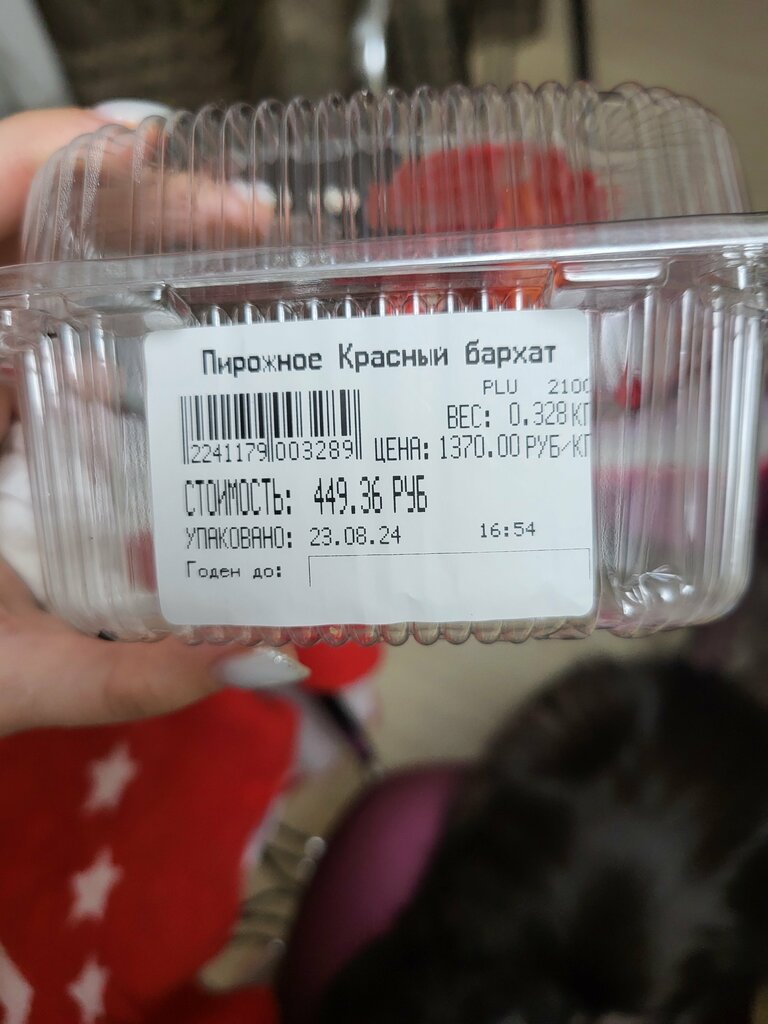 Пирожное Красный бархат
PLU 2100
ВЕС: 0.328 КГ
2241179 003289
ЦЕНА: 1370.00 РУБ/КГ
СТОИМОСТЬ: 449.36 РУБ
УПАКОВАНО: 23.08.24 16:54
Годен до: